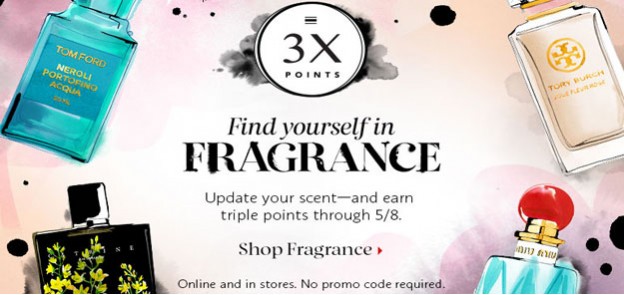 3X
POINTS
TOM FORD
NEROLI
PORTOFINO
ACQUA
TORY BURCH
Find yourself in
FRAGRANCE
Update your scent—and earn
triple points through 5/8.
Shop Fragrance
Online and in stores. No promo code required.